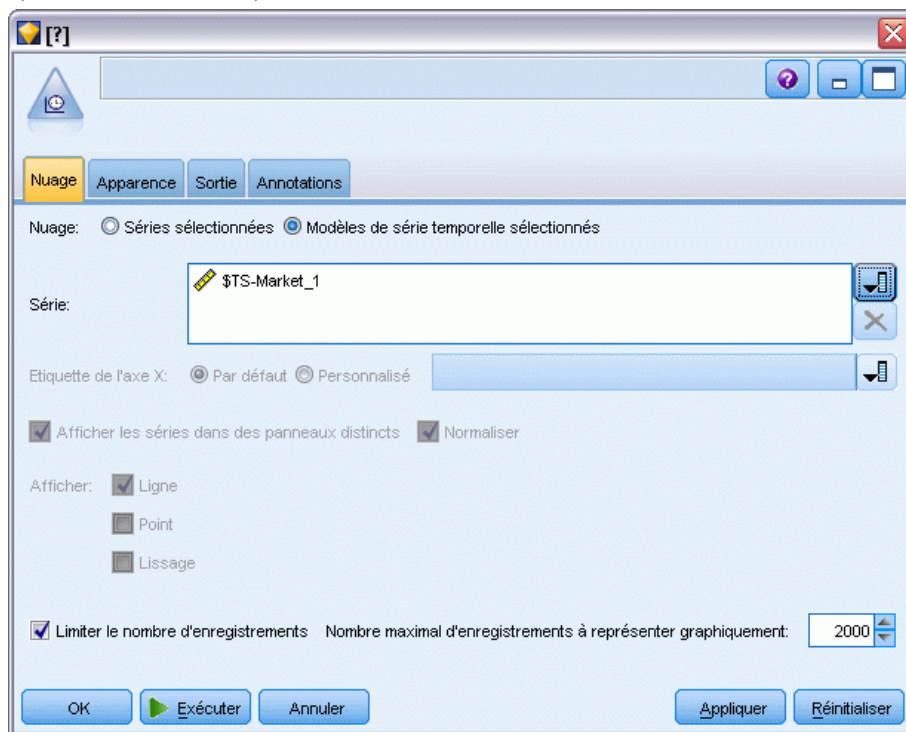 [?]
Nuage Apparence Sortie Annotations
Nuage: Séries sélectionnées Modèles de série temporelle sélectionnés
$TS-Market_1
Série:
Etiquette de l'axe X: Par défaut Personnalisé
Afficher les séries dans des panneaux distincts Normaliser
Afficher: Ligne
Point
Lissage
Limiter le nombre d'enregistrements Nombre maximal d'enregistrements à représenter graphiquement: 2000
OK Exécuter Annuler Appliquer Réinitialiser